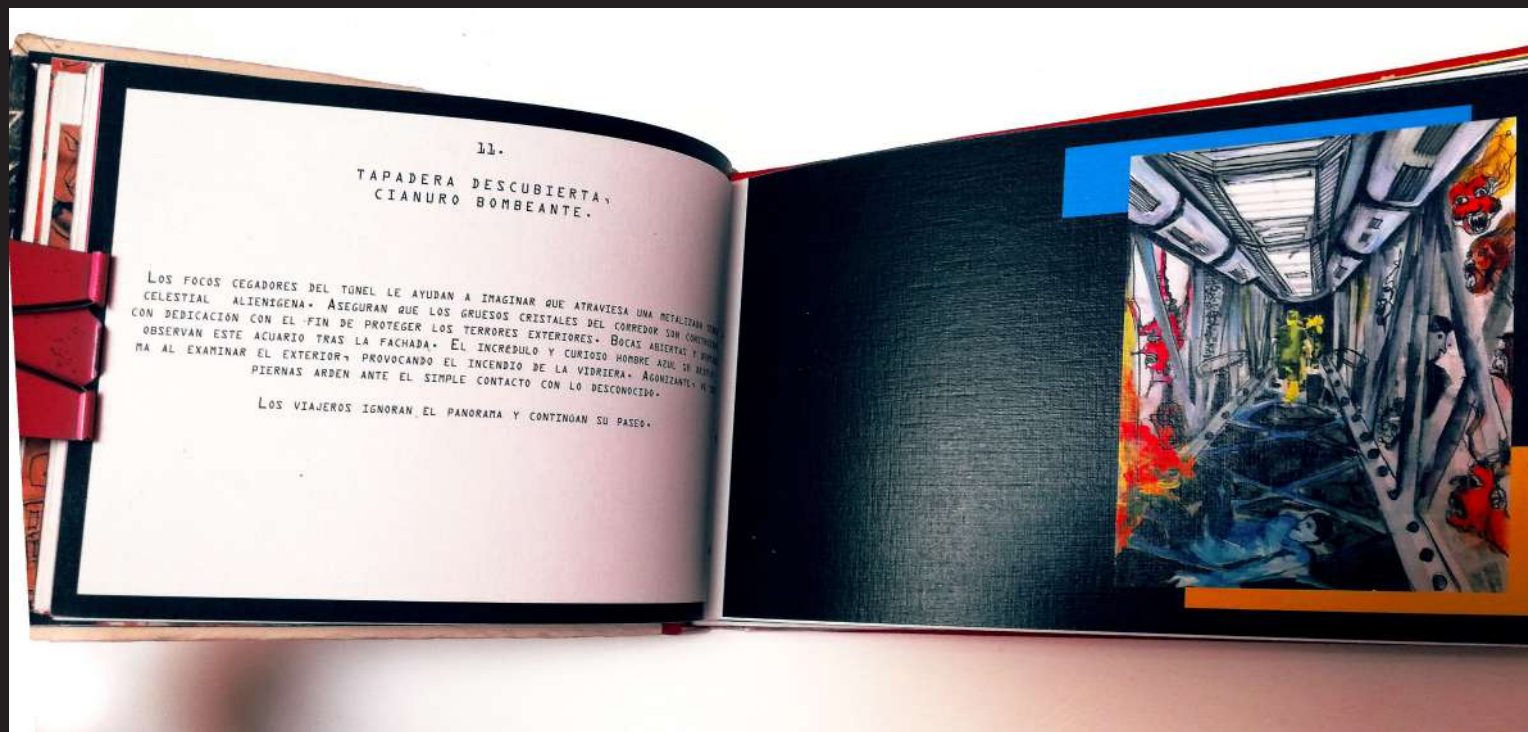 11.
TAPADERA DESCUBIERTA,
CIANURO BOMBEANTE.
LOS FOCOS CEGADORES DEL TÚNEL LE AYUDAN A IMAGINAR QUE ATRAVIESA UNA METALIZADA
CELESTIAL ALIENÍGENA. ASEGURAN QUE LOS GRUESOS CRISTALES DEL CORREDOR SON
CON DEDICACIÓN CON EL FIN DE PROTEGER LOS TERRORES EXTERIORES. BOCAS ABIERTAS Y
OBSERVAN ESTE ACUARIO TRAS LA FACHADA. EL INCRÉDULO Y CURIOSO HOMBRE AZUL SE
MA AL EXAMINAR EL EXTERIOR, PROVOCANDO EL INCENDIO DE LA VIDRIERA. AGONIZANTE,
PIERNAS ARDEN ANTE EL SIMPLE CONTACTO CON LO DESCONOCIDO.
LOS VIAJEROS IGNORAN EL PANORAMA Y CONTINÚAN SU PASEO.